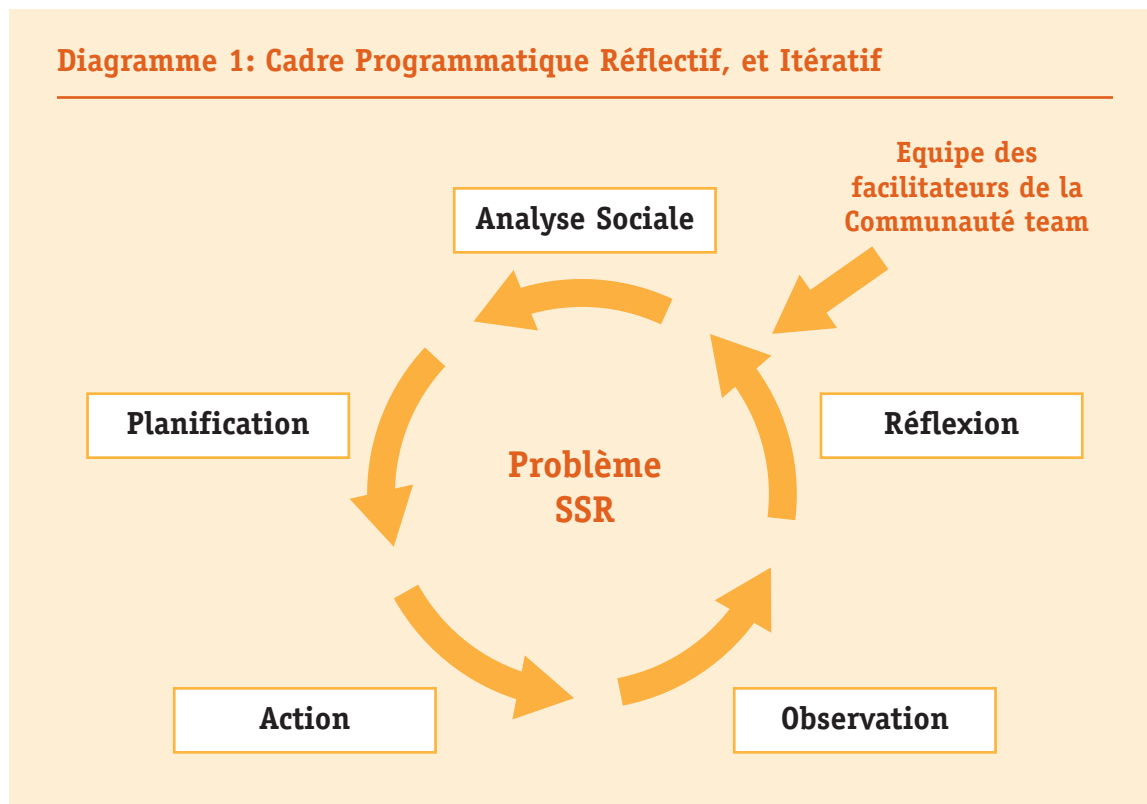 Diagramme 1: Cadre Programmatique Réflectif, et Itératif
Equipe des
facilitateurs de la
Communauté team
Analyse Sociale
Planification
Réflexion
Problème
SSR
Action
Observation